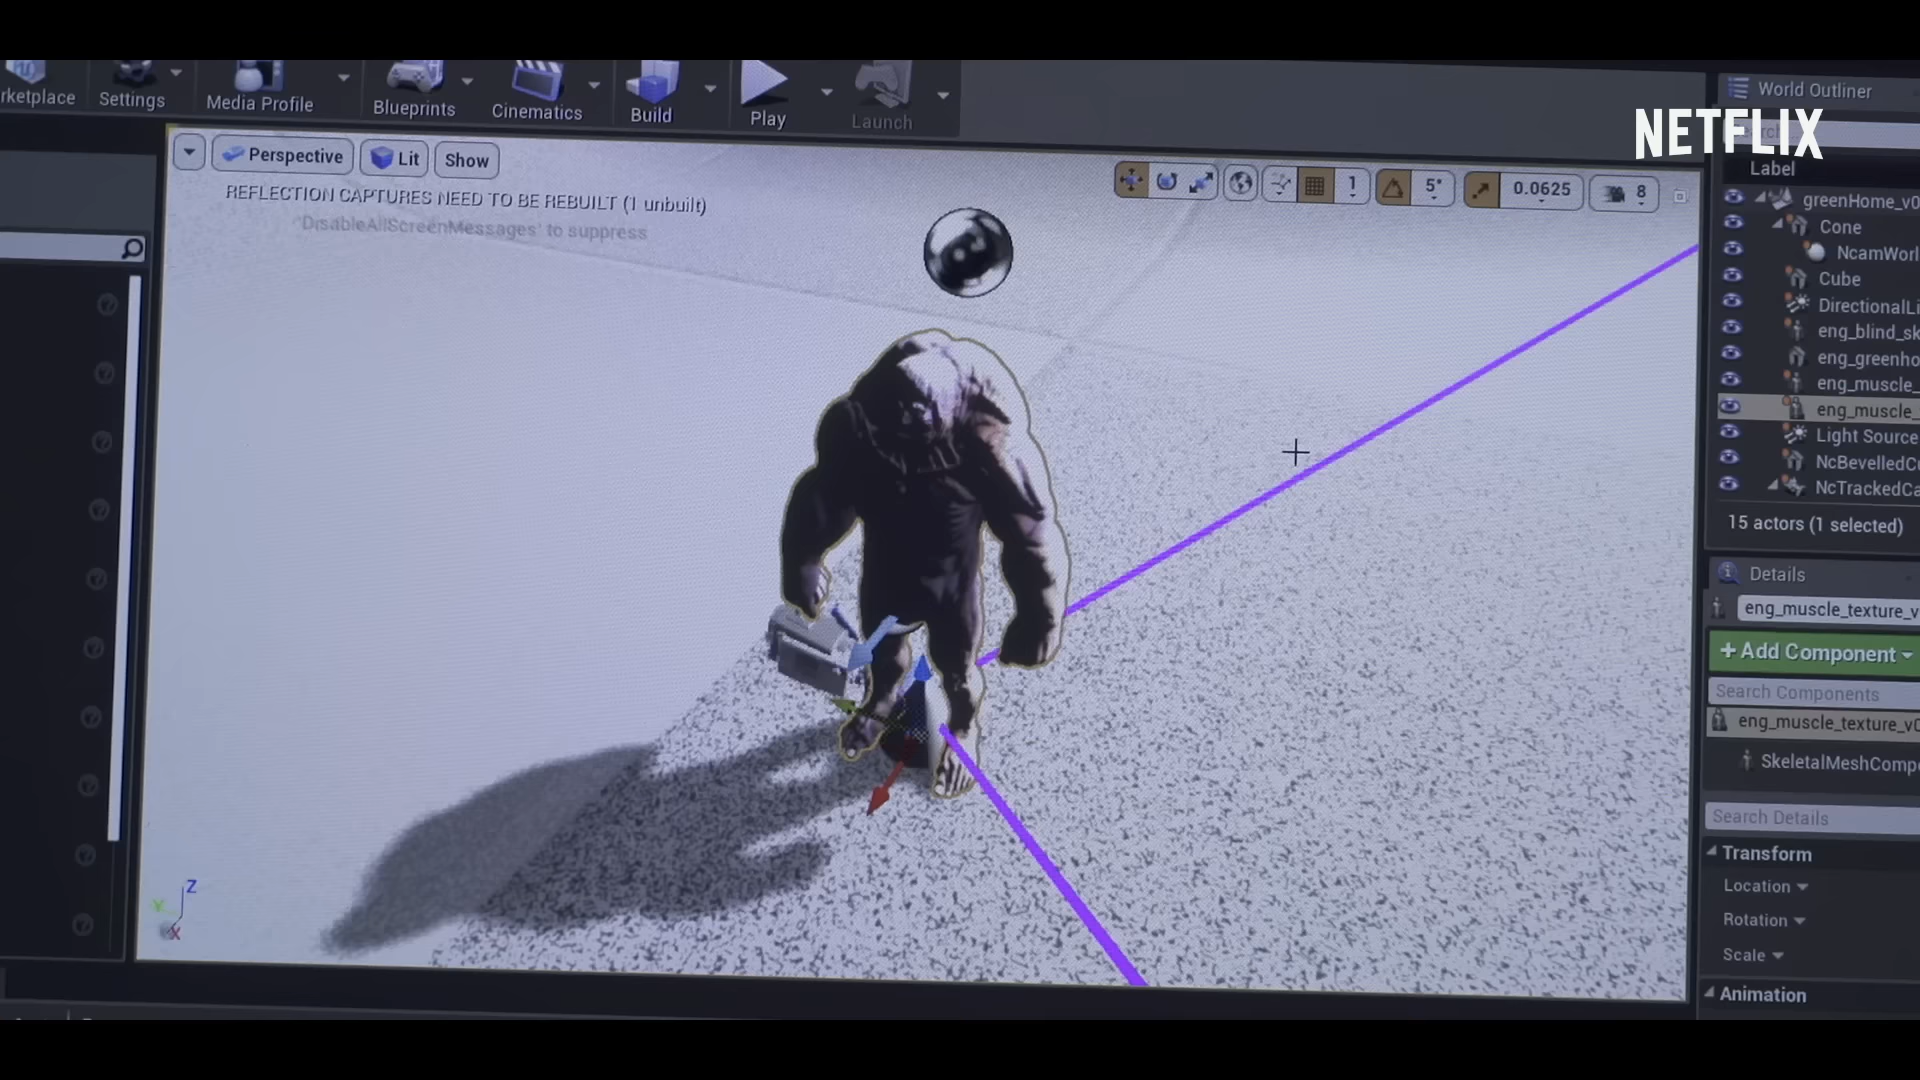 rketplace
Settings
Media Profile
Blueprints
Cinematics
Build
Play
Launch
Perspective
Lit
Show
1
5°
0.0625
8
REFLECTION CAPTURES NEED TO BE REBUILT (1 unbuilt)
'DisableAllScreenMessages' to suppress
Z
Y
X
World Outliner
NETFLIX
Label
greenHome_v0
Cone
NcamWorl
Cube
DirectionalLi
eng_blind_sk
eng_greenho
eng_muscle_
eng_muscle_
Light Source
NcBevelledCu
NcTrackedCa
15 actors (1 selected)
Details
eng_muscle_texture_v
+ Add Component
Search Components
eng_muscle_texture_v0
SkeletalMeshCompo
Search Details
Transform
Location
Rotation
Scale
Animation